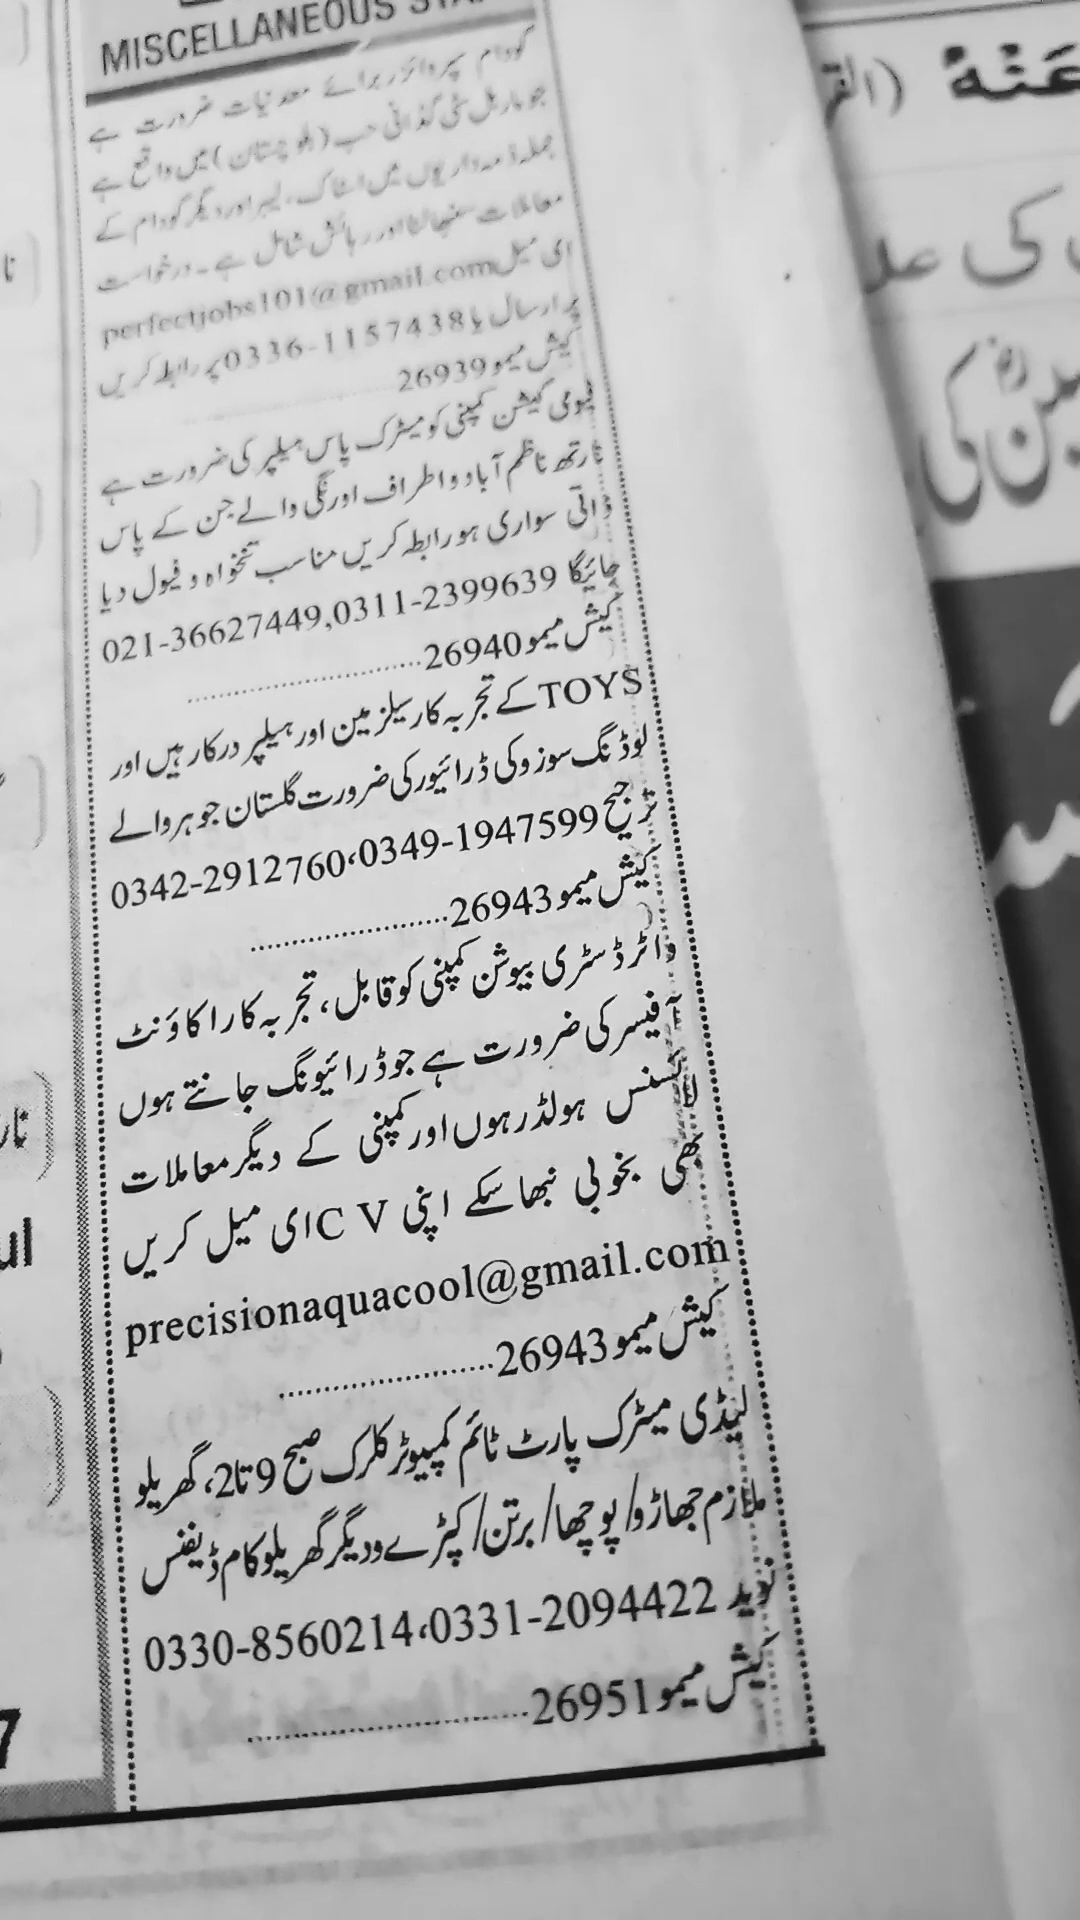 MISCELLANEOUS
گودام سپروائزر برائے معدنیات ضرورت ہے
جو ماربل سٹی گڈانی حب (بلوچستان) میں واقع ہے
جملہ ذمہ داریوں میں اسٹاک، لیبر اور دیگر گودام کے
معاملات سنبھالنا اور رہائش شامل ہے۔ درخواست
ای میل perfectjobs101@gmail.com
پر ارسال یا 0336-1157438 پر رابطہ کریں
کیش میمو 26939
فیومی گیشن کمپنی کو میٹرک پاس ہیلپر کی ضرورت ہے
نارتھ ناظم آباد و اطراف اورنگی والے جن کے پاس
ذاتی سواری ہو رابطہ کریں مناسب تنخواہ و فیول دیا
جائیگا 021-36627449,0311-2399639
کیش میمو 26940
TOYS کے تجربہ کار سیلز مین اور ہیلپر درکار ہیں اور
لوڈنگ سوزوکی ڈرائیور کی ضرورت گلستان جوہر والے
ترجیح 0342-2912760،0349-1947599
کیش میمو 26943
واٹر ڈسٹری بیوشن کمپنی کو قابل، تجربہ کار اکاؤنٹ
آفیسر کی ضرورت ہے جو ڈرائیونگ جانتے ہوں
لائسنس ہولڈر ہوں اور کمپنی کے دیگر معاملات
بھی بخوبی نبھا سکے اپنی CV ای میل کریں
precisionaquacool@gmail.com
کیش میمو 26943
لیڈی میٹرک پارٹ ٹائم کمپیوٹر کلرک صبح 9 تا 2، گھریلو
ملازم جھاڑو/پوچھا/برتن/کپڑے و دیگر گھریلو کام ڈیفنس
نوید 0330-8560214،0331-2094422
کیش میمو 26951
عَنْهُ
کی
کی
7